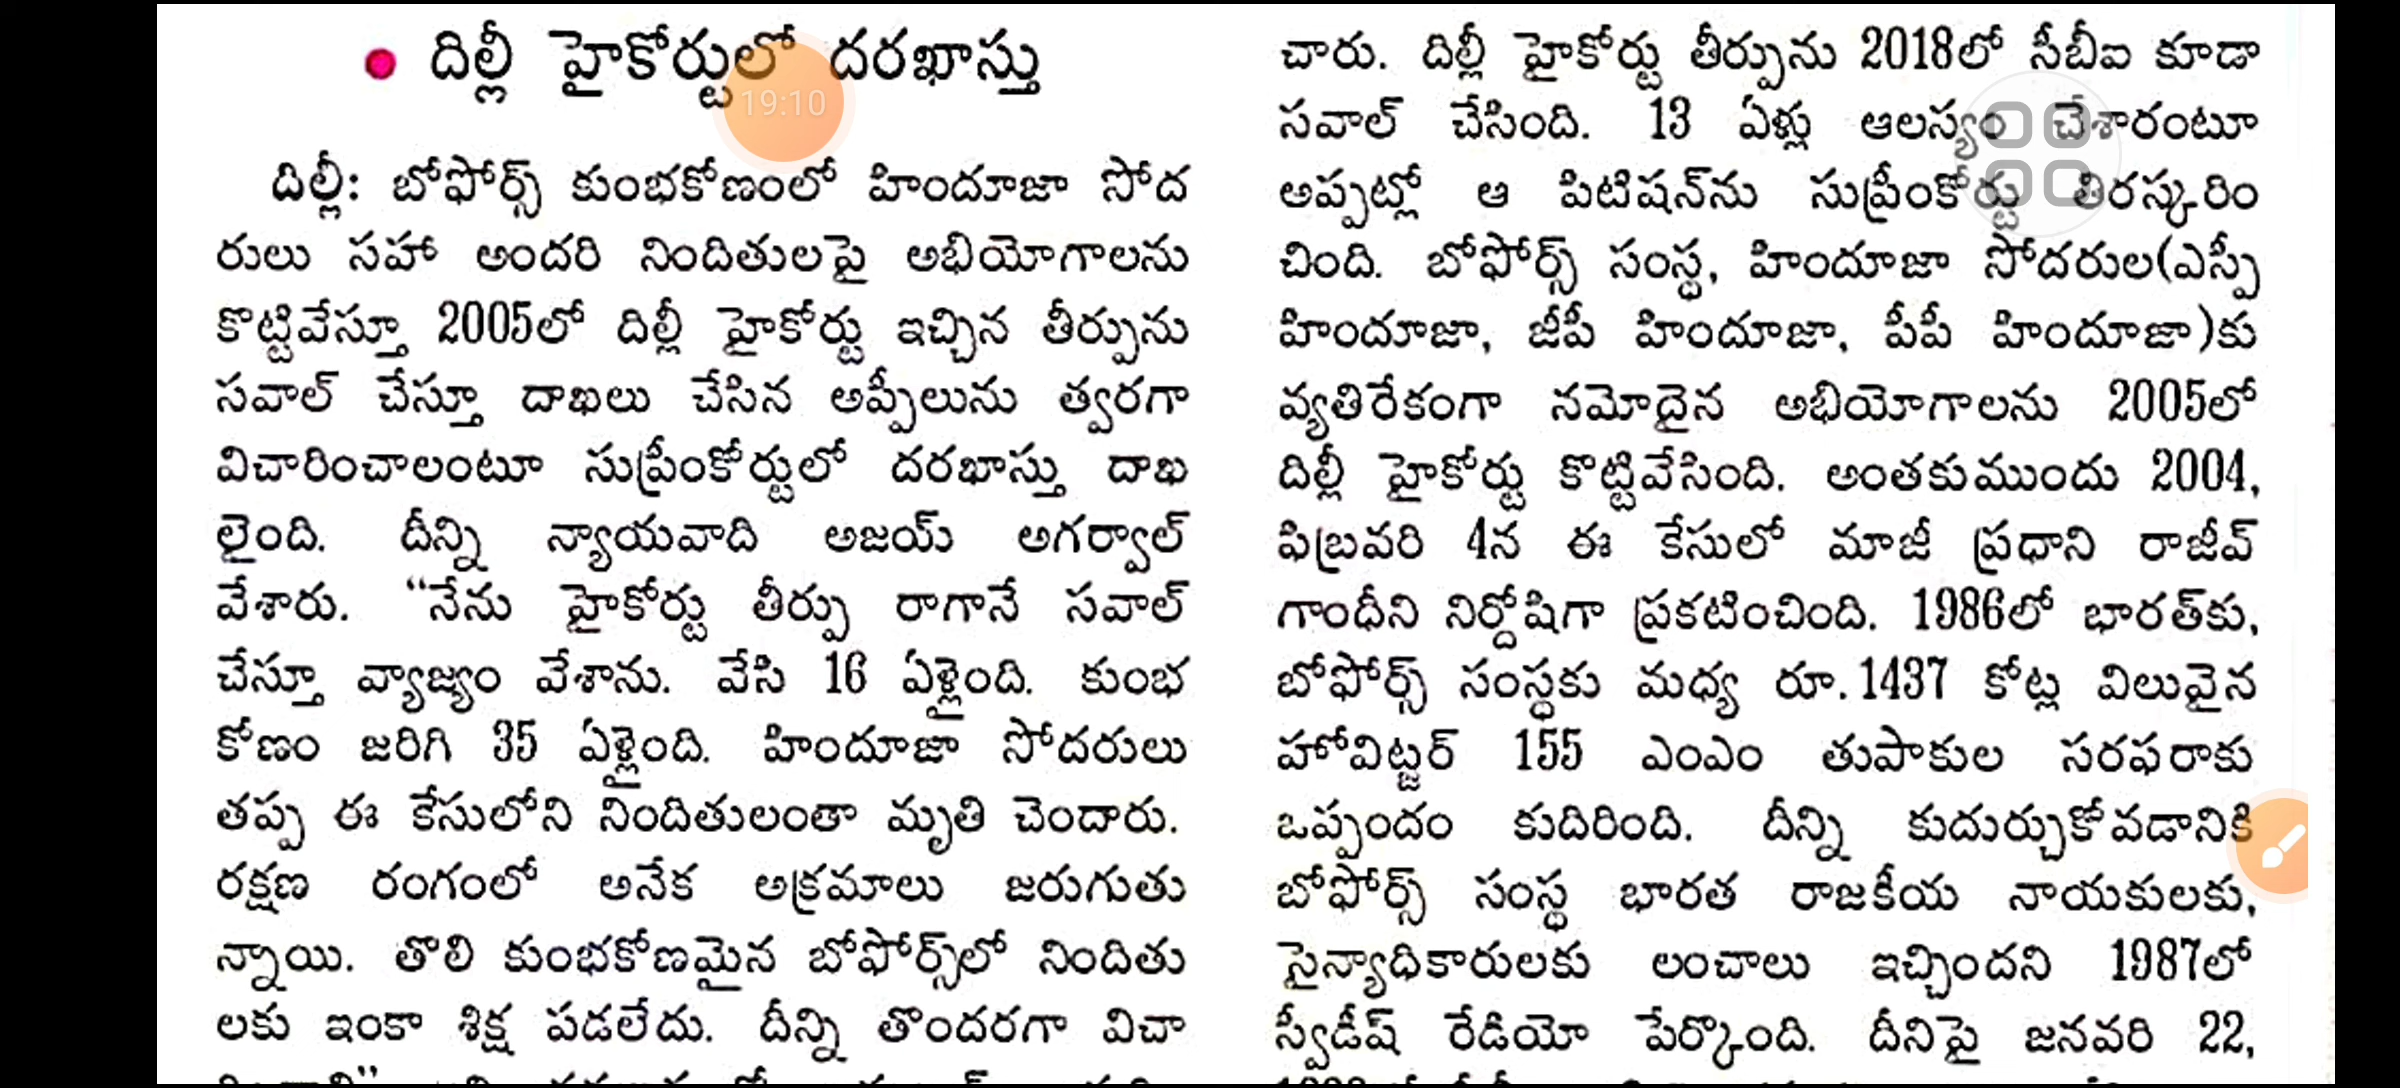 దిల్లీ హైకోర్టులో దరఖాస్తు
19:10
దిల్లీ: బోఫోర్స్ కుంభకోణంలో హిందూజా సోద
రులు సహా అందరి నిందితులపై అభియోగాలను
కొట్టివేస్తూ 2005లో దిల్లీ హైకోర్టు ఇచ్చిన తీర్పును
సవాల్ చేస్తూ దాఖలు చేసిన అప్పీలును త్వరగా
విచారించాలంటూ సుప్రీంకోర్టులో దరఖాస్తు దాఖ
లైంది. దీన్ని న్యాయవాది అజయ్ అగర్వాల్
వేశారు. “నేను హైకోర్టు తీర్పు రాగానే సవాల్
చేస్తూ వ్యాజ్యం వేశాను. వేసి 16 ఏళ్లైంది. కుంభ
కోణం జరిగి 35 ఏళ్లైంది. హిందూజా సోదరులు
తప్ప ఈ కేసులోని నిందితులంతా మృతి చెందారు.
రక్షణ రంగంలో అనేక అక్రమాలు జరుగుతు
న్నాయి. తొలి కుంభకోణమైన బోఫోర్స్‌లో నిందితు
లకు ఇంకా శిక్ష పడలేదు. దీన్ని తొందరగా విచా
చారు. దిల్లీ హైకోర్టు తీర్పును 2018లో సీబీఐ కూడా
సవాల్ చేసింది. 13 ఏళ్లు ఆలస్యం చేశారంటూ
అప్పట్లో ఆ పిటిషన్‌ను సుప్రీంకోర్టు తిరస్కరిం
చింది. బోఫోర్స్ సంస్థ, హిందూజా సోదరుల(ఎస్పీ
హిందూజా, జీపీ హిందూజా, పీపీ హిందూజా)కు
వ్యతిరేకంగా నమోదైన అభియోగాలను 2005లో
దిల్లీ హైకోర్టు కొట్టివేసింది. అంతకుముందు 2004,
ఫిబ్రవరి 4న ఈ కేసులో మాజీ ప్రధాని రాజీవ్
గాంధీని నిర్దోషిగా ప్రకటించింది. 1986లో భారత్‌కు,
బోఫోర్స్ సంస్థకు మధ్య రూ.1437 కోట్ల విలువైన
హోవిట్జర్ 155 ఎంఎం తుపాకుల సరఫరాకు
ఒప్పందం కుదిరింది. దీన్ని కుదుర్చుకోవడానికి
బోఫోర్స్ సంస్థ భారత రాజకీయ నాయకులకు,
సైన్యాధికారులకు లంచాలు ఇచ్చిందని 1987లో
స్వీడిష్ రేడియో పేర్కొంది. దీనిపై జనవరి 22,